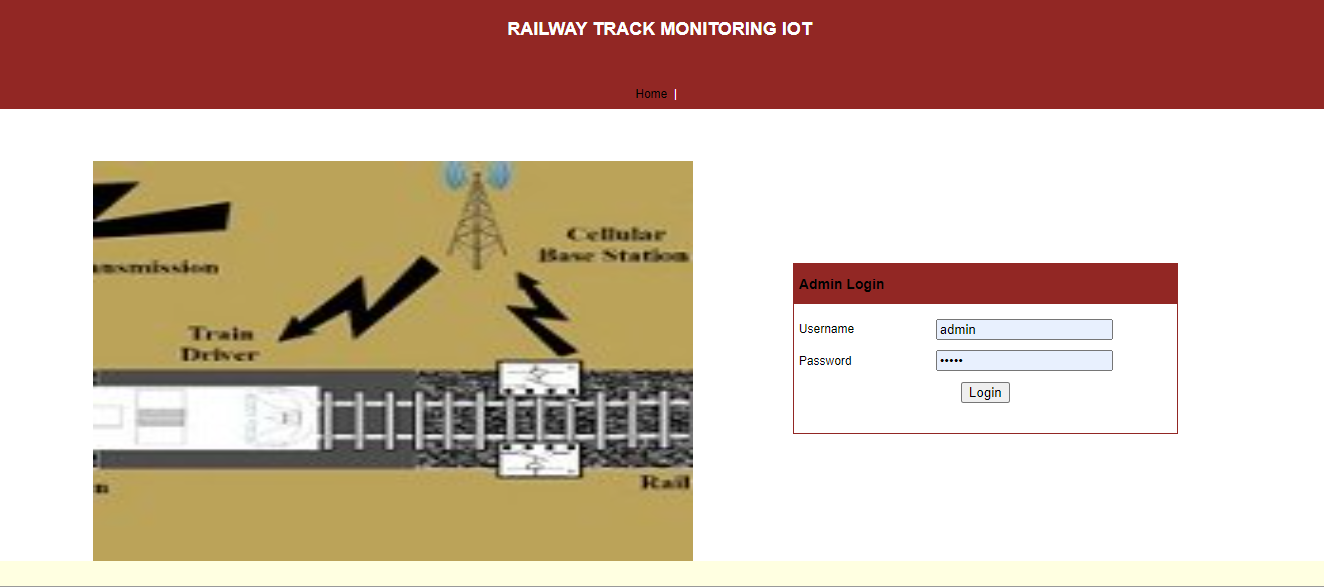 RAILWAY TRACK MONITORING IOT
Home |
ansmission
Cellular
Base Station
Train
Driver
n
Rail
Admin Login
Username
admin
Password
•••••
Login